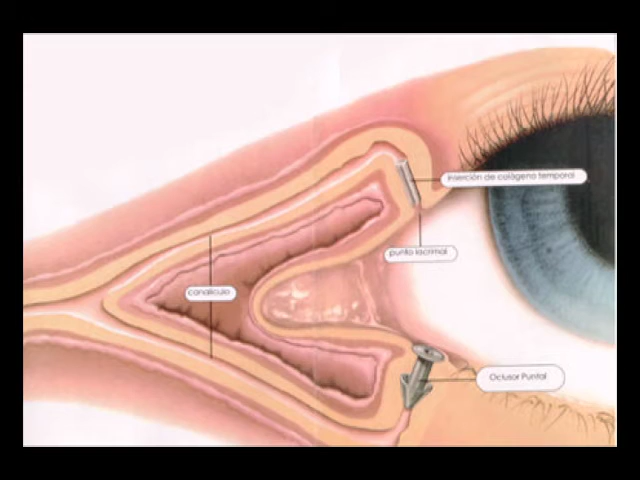 Inserción de colágeno temporal
punto lacrimal
canalículo
Oclusor Puntal